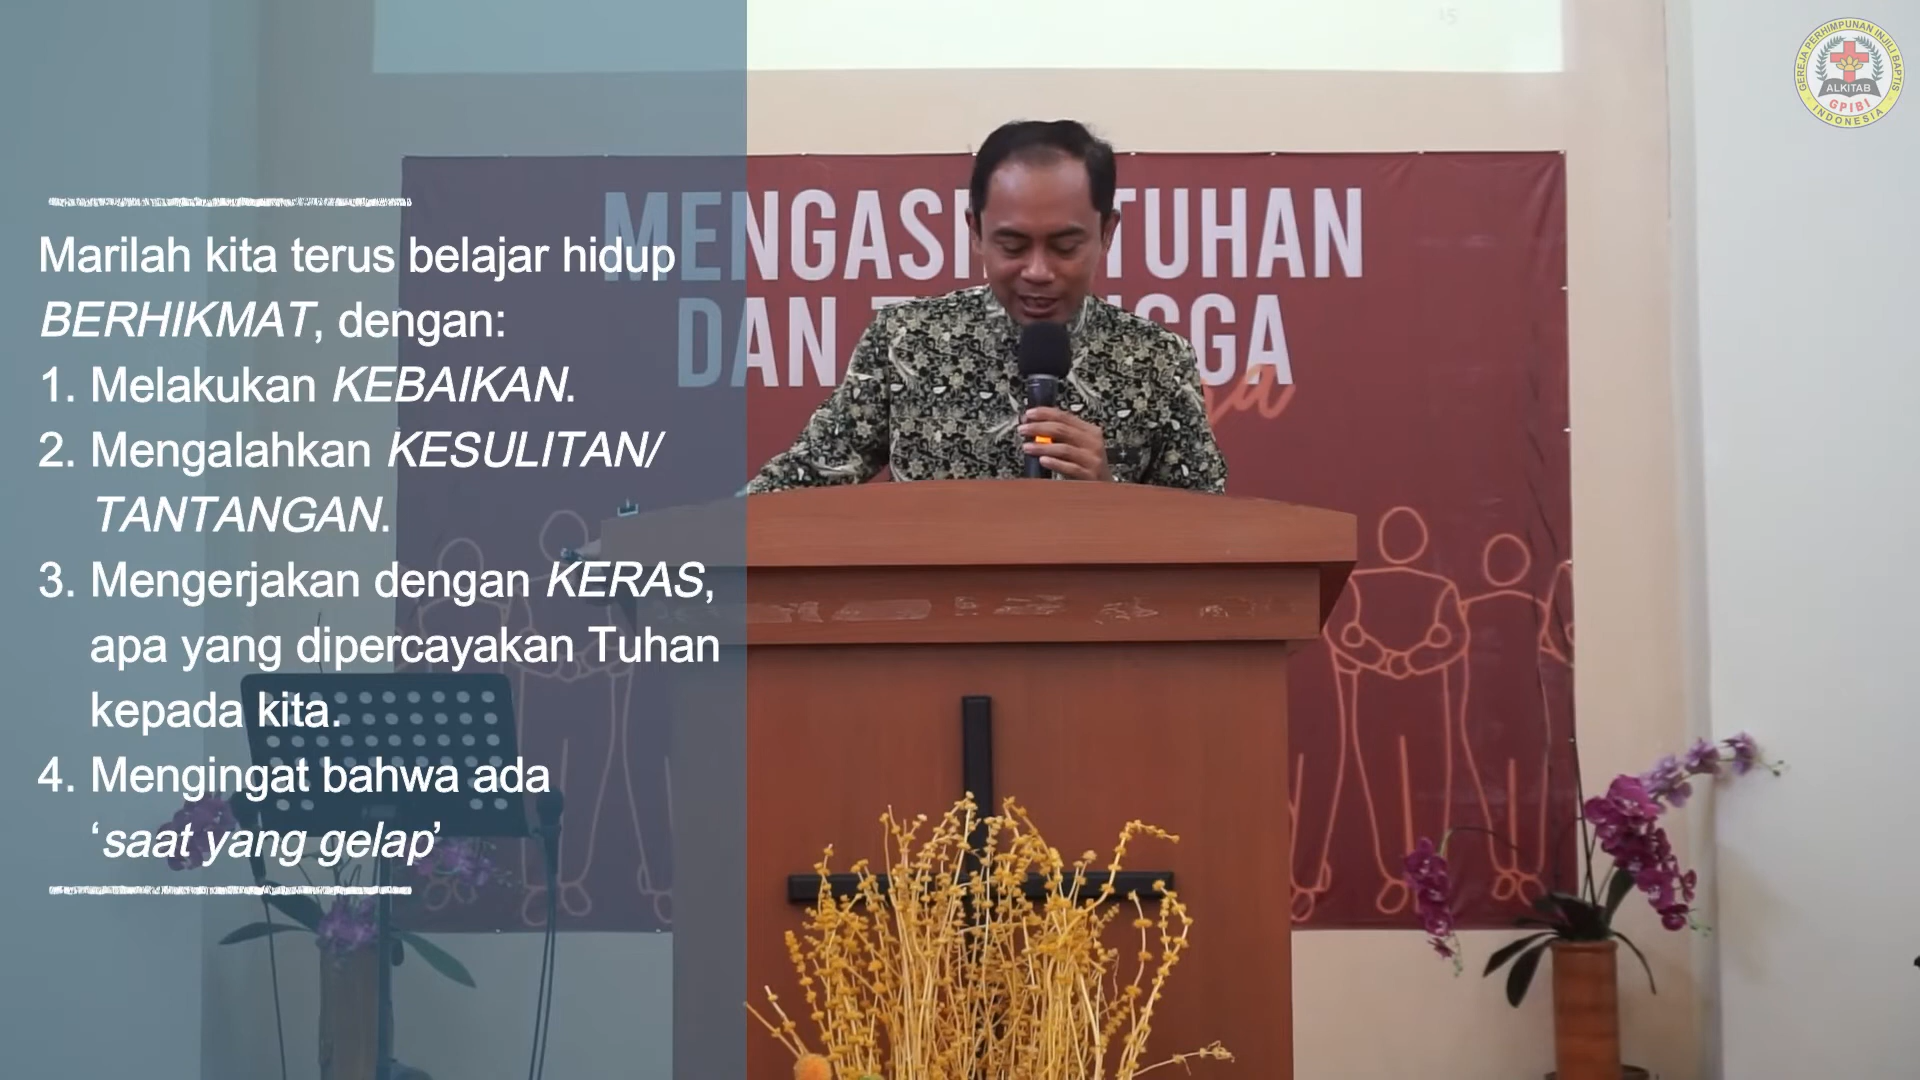 Marilah kita terus belajar hidup
BERHIKMAT, dengan:
1. Melakukan KEBAIKAN.
2. Mengalahkan KESULITAN/
TANTANGAN.
3. Mengerjakan dengan KERAS,
apa yang dipercayakan Tuhan
kepada kita.
4. Mengingat bahwa ada
‘saat yang gelap’
MENGASIHI TUHAN
DAN
GEREJA PERHIMPUNAN INJILI BAPTIS
INDONESIA
ALKITAB
GPIBI
15